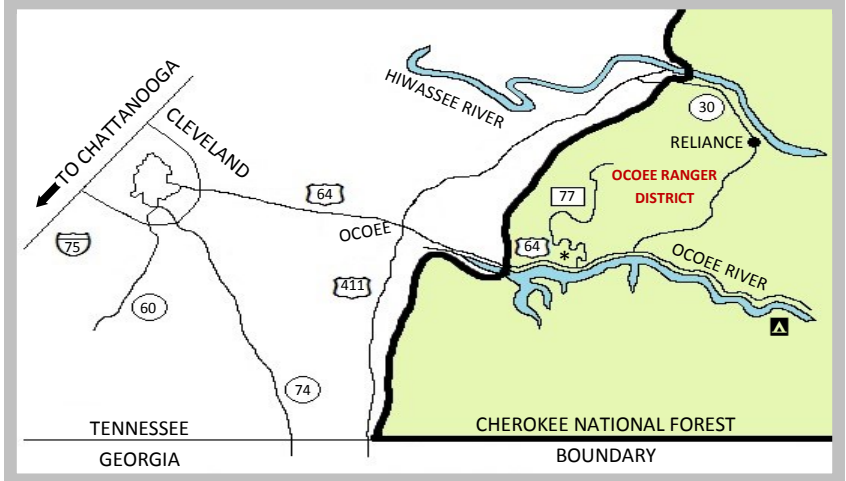 HIWASSEE RIVER
TO CHATTANOOGA
CLEVELAND
30
RELIANCE
OCOEE RANGER
DISTRICT
77
64
OCOEE
64
*
75
411
OCOEE RIVER
60
74
TENNESSEE
CHEROKEE NATIONAL FOREST
GEORGIA
BOUNDARY